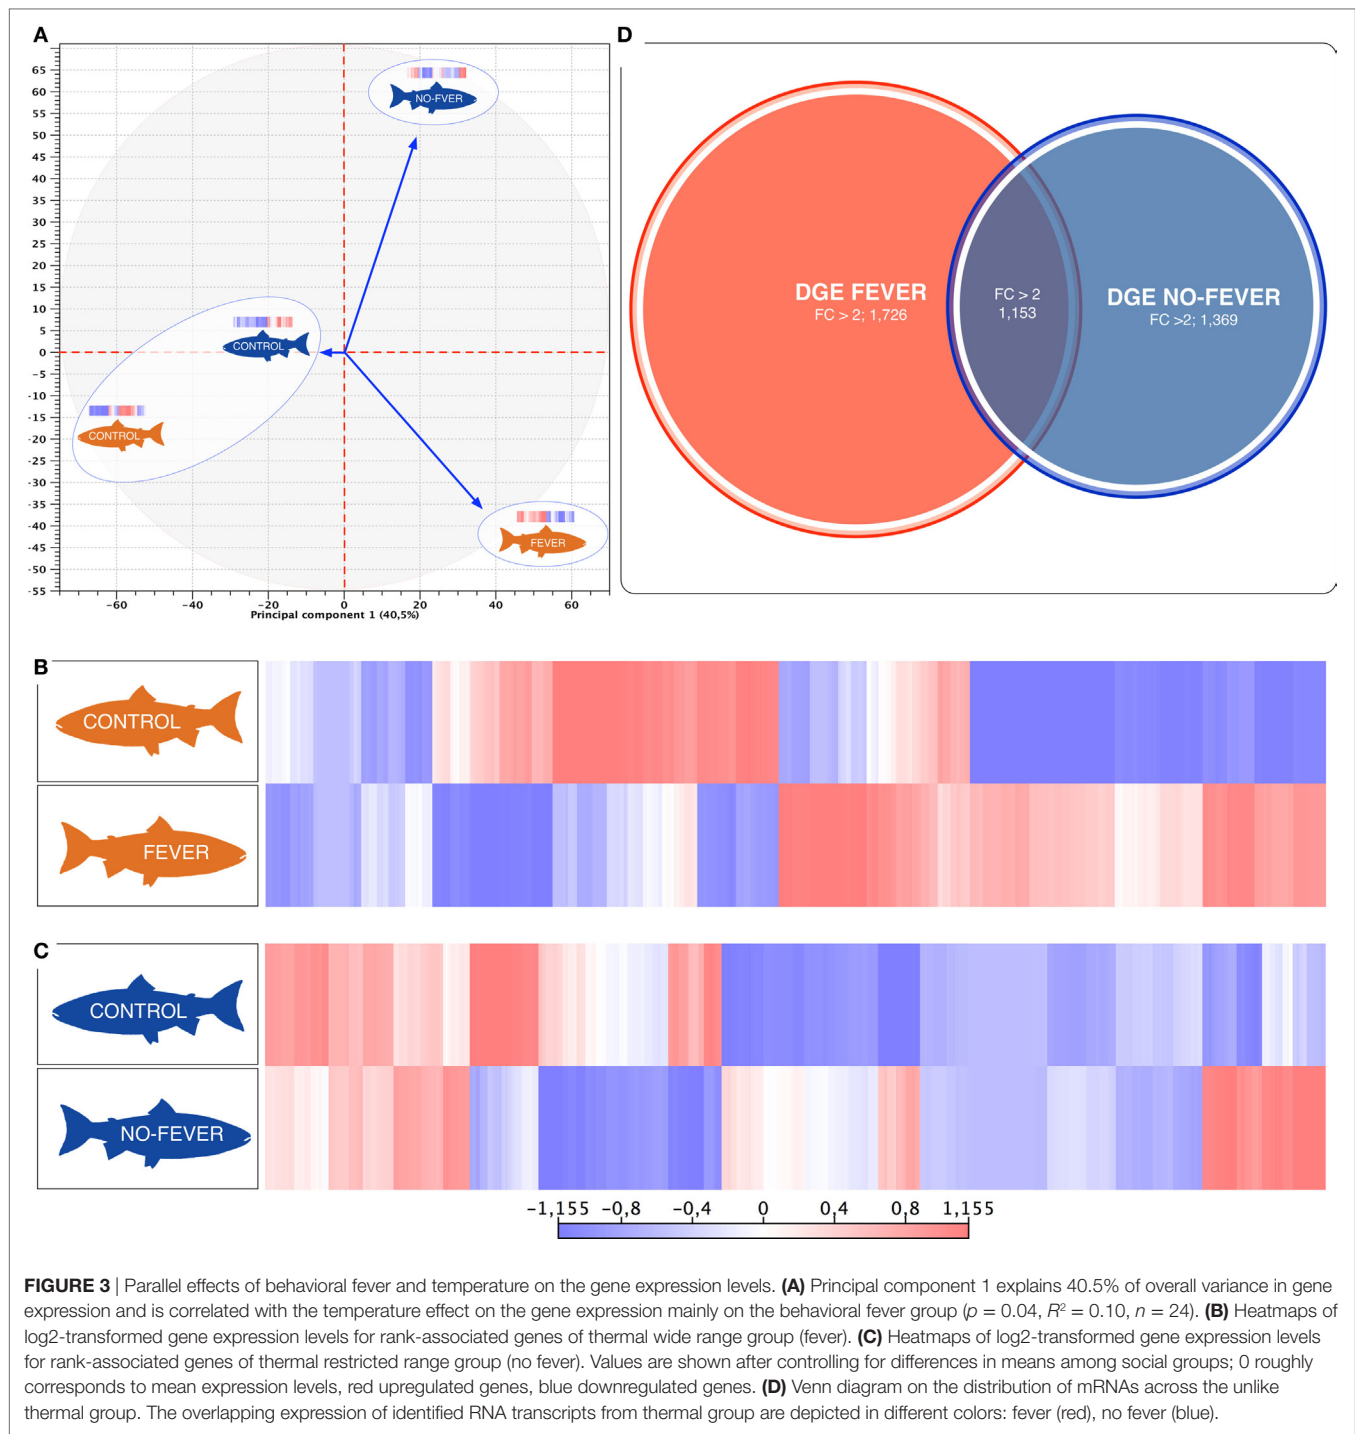 A
65
60
55
50
45
40
35
30
25
20
15
10
5
0
-5
-10
-15
-20
-25
-30
-35
-40
-45
-50
-55
NO-FVER
CONTROL
CONTROL
FEVER
-60 -40 -20 0 20 40 60
Principal component 1 (40,5%)
D
DGE FEVER
FC > 2; 1,726
FC > 2
1,153
DGE NO-FEVER
FC >2; 1,369
B
CONTROL
FEVER
C
CONTROL
NO-FEVER
-1,155 -0,8 -0,4 0 0,4 0,8 1,155
FIGURE 3 | Parallel effects of behavioral fever and temperature on the gene expression levels. (A) Principal component 1 explains 40.5% of overall variance in gene
expression and is correlated with the temperature effect on the gene expression mainly on the behavioral fever group (p = 0.04, R² = 0.10, n = 24). (B) Heatmaps of
log2-transformed gene expression levels for rank-associated genes of thermal wide range group (fever). (C) Heatmaps of log2-transformed gene expression levels
for rank-associated genes of thermal restricted range group (no fever). Values are shown after controlling for differences in means among social groups; 0 roughly
corresponds to mean expression levels, red upregulated genes, blue downregulated genes. (D) Venn diagram on the distribution of mRNAs across the unlike
thermal group. The overlapping expression of identified RNA transcripts from thermal group are depicted in different colors: fever (red), no fever (blue).